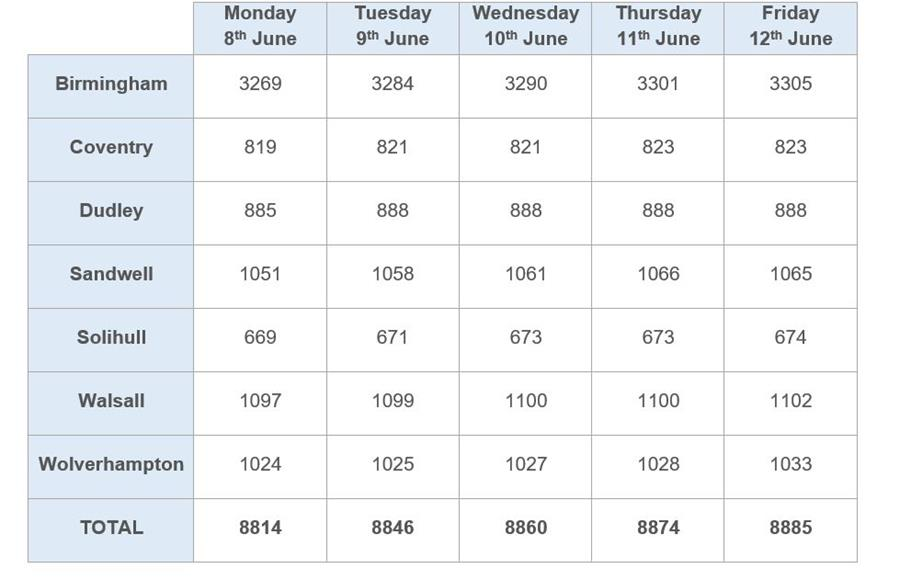 Monday Tuesday Wednesday Thursday Friday
8th June 9th June 10th June 11th June 12th June
Birmingham 3269 3284 3290 3301 3305
Coventry 819 821 821 823 823
Dudley 885 888 888 888 888
Sandwell 1051 1058 1061 1066 1065
Solihull 669 671 673 673 674
Walsall 1097 1099 1100 1100 1102
Wolverhampton 1024 1025 1027 1028 1033
TOTAL 8814 8846 8860 8874 8885